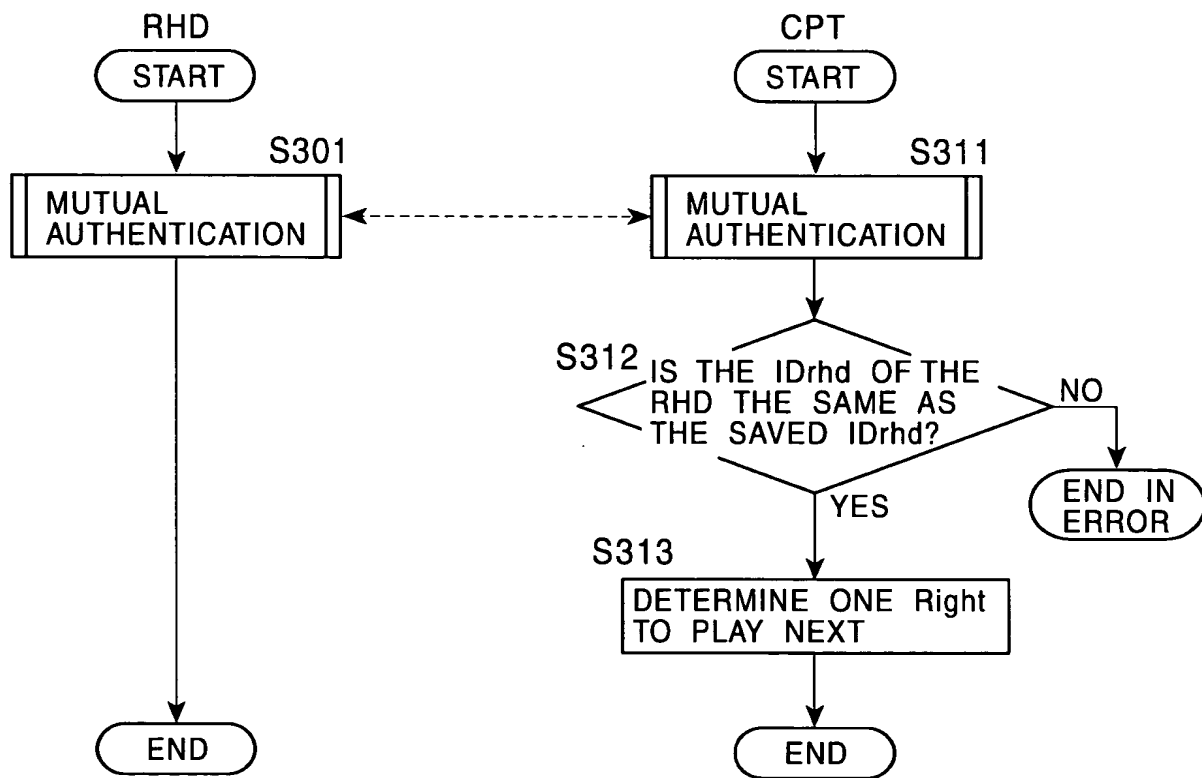 RHD
START
S301
MUTUAL
AUTHENTICATION
END
CPT
START
S311
MUTUAL
AUTHENTICATION
S312
IS THE IDrhd OF THE
RHD THE SAME AS
THE SAVED IDrhd?
NO
END IN
ERROR
YES
S313
DETERMINE ONE Right
TO PLAY NEXT
END